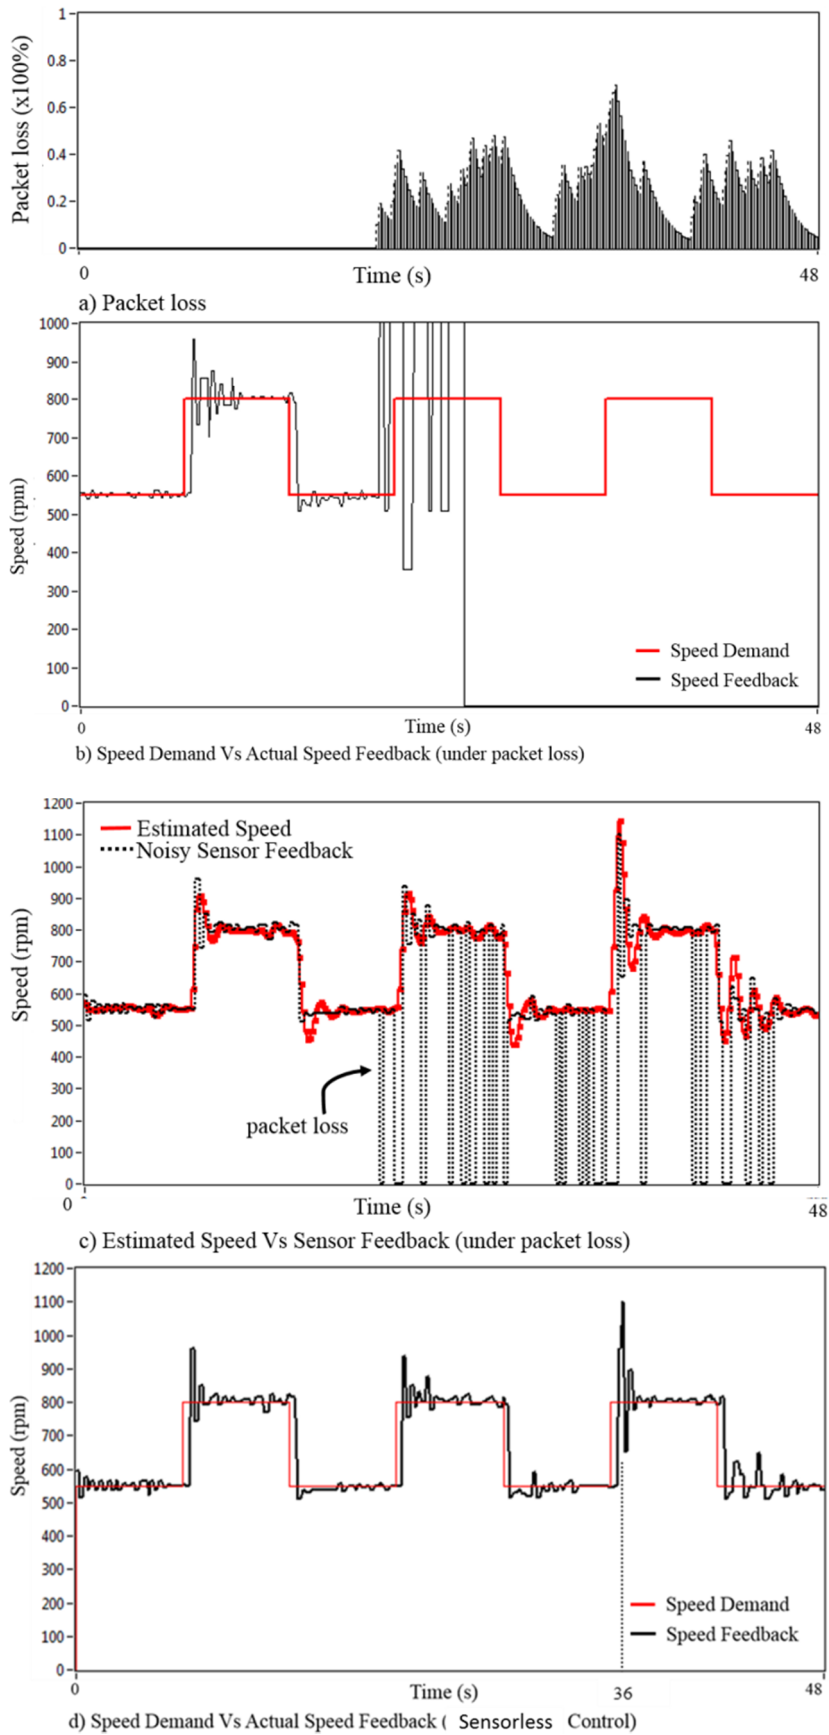 1
0.8
0.6
0.4
0.2
0
Packet loss (x100%)
0 48
Time (s)
a) Packet loss
1000
900
800
700
600
500
400
300
200
100
0
Speed (rpm)
Speed Demand
Speed Feedback
0 Time (s) 48
b) Speed Demand Vs Actual Speed Feedback (under packet loss)
1200
1100
1000
900
800
700
600
500
400
300
200
100
0
Speed (rpm)
Estimated Speed
Noisy Sensor Feedback
packet loss
0 Time (s) 48
c) Estimated Speed Vs Sensor Feedback (under packet loss)
1200
1100
1000
900
800
700
600
500
400
300
200
100
0
Speed (rpm)
Speed Demand
Speed Feedback
0 Time (s) 36 48
d) Speed Demand Vs Actual Speed Feedback ( Sensorless Control)